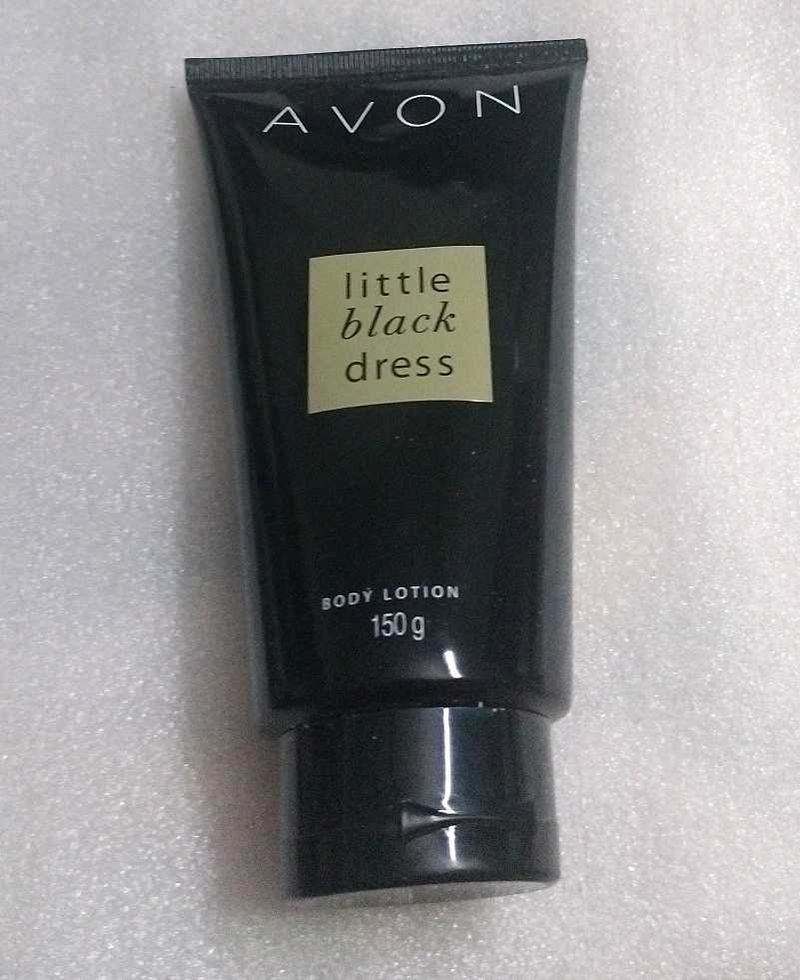 AVON
little
black
dress
BODY LOTION
150 g